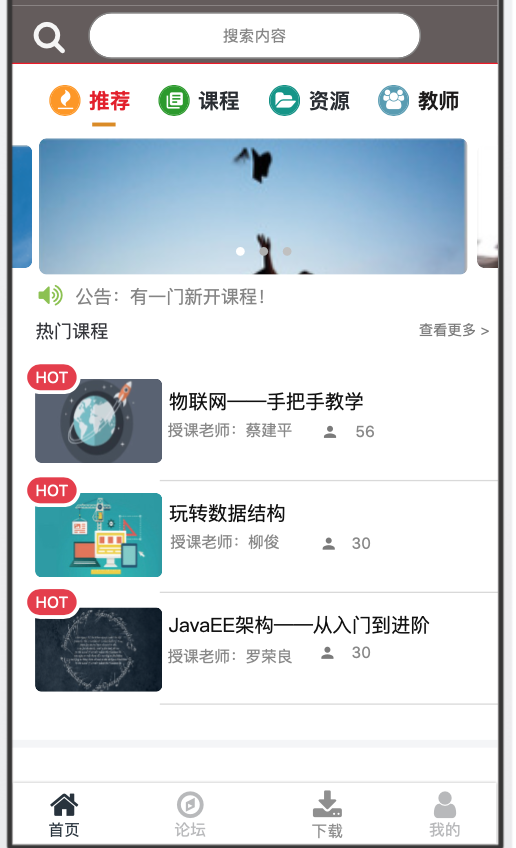 搜索内容
推荐 课程 资源 教师
公告：有一门新开课程！
热门课程 查看更多 >
HOT
物联网——手把手教学
授课老师：蔡建平 56
HOT
玩转数据结构
授课老师：柳俊 30
HOT
JavaEE架构——从入门到进阶
授课老师：罗荣良 30
首页 论坛 下载 我的